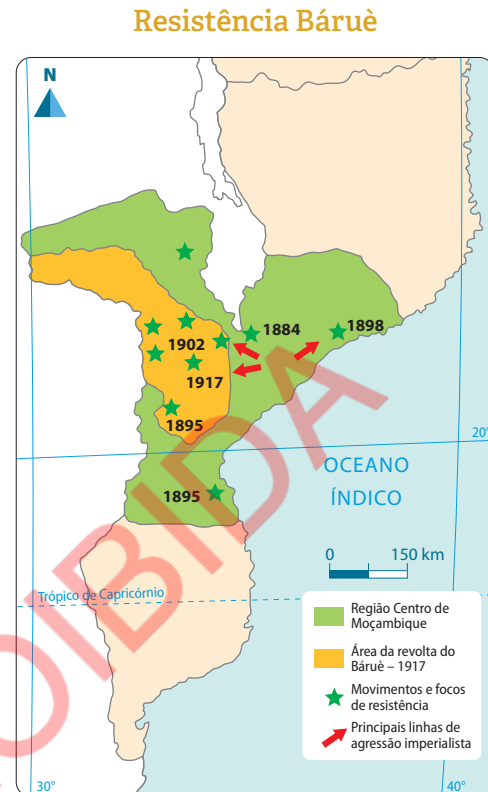 Resistência Báruè
N
1884
1898
1902
1917
1895
1895
20°
OCEANO
ÍNDICO
0 150 km
Trópico de Capricórnio
Região Centro de
Moçambique
Área da revolta do
Báruè – 1917
Movimentos e focos
de resistência
Principais linhas de
agressão imperialista
30°
40°
OIBIDA